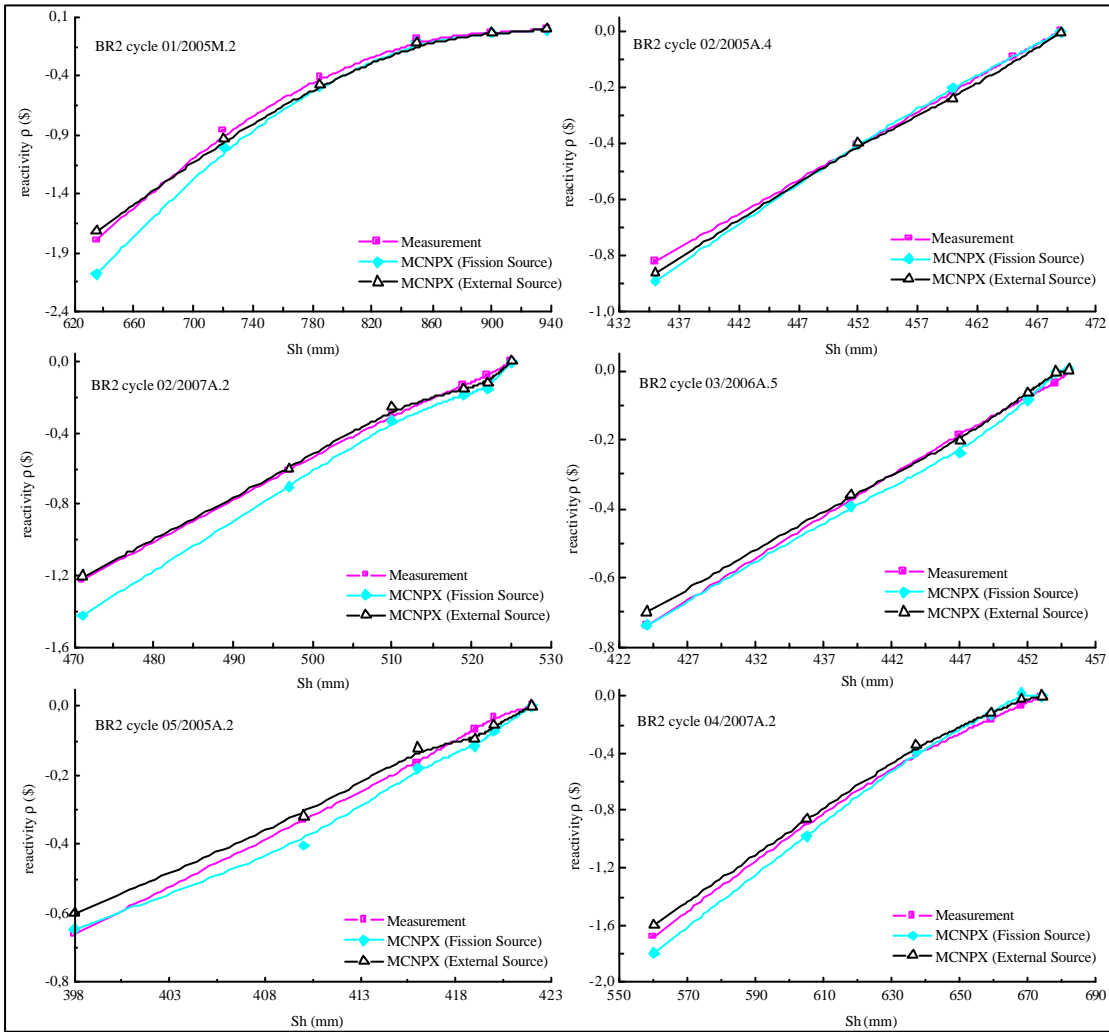 BR2 cycle 01/2005M.2
reactivity ρ ($)
0,1
-0,4
-0,9
-1,4
-1,9
-2,4
Measurement
MCNPX (Fission Source)
MCNPX (External Source)
620 660 700 740 780 820 860 900 940
Sh (mm)
BR2 cycle 02/2005A.4
reactivity ρ ($)
0,0
-0,2
-0,4
-0,6
-0,8
-1,0
Measurement
MCNPX (Fission Source)
MCNPX (External Source)
432 437 442 447 452 457 462 467 472
Sh (mm)
BR2 cycle 02/2007A.2
reactivity ρ ($)
0,0
-0,4
-0,8
-1,2
-1,6
Measurement
MCNPX (Fission Source)
MCNPX (External Source)
470 480 490 500 510 520 530
Sh (mm)
BR2 cycle 03/2006A.5
reactivity ρ ($)
0,0
-0,2
-0,4
-0,6
-0,8
Measurement
MCNPX (Fission Source)
MCNPX (External Source)
422 427 432 437 442 447 452 457
Sh (mm)
BR2 cycle 05/2005A.2
reactivity ρ ($)
0,0
-0,2
-0,4
-0,6
-0,8
Measurement
MCNPX (Fission Source)
MCNPX (External Source)
398 403 408 413 418 423
Sh (mm)
BR2 cycle 04/2007A.2
reactivity ρ ($)
0,0
-0,4
-0,8
-1,2
-1,6
-2,0
Measurement
MCNPX (Fission Source)
MCNPX (External Source)
550 570 590 610 630 650 670 690
Sh (mm)